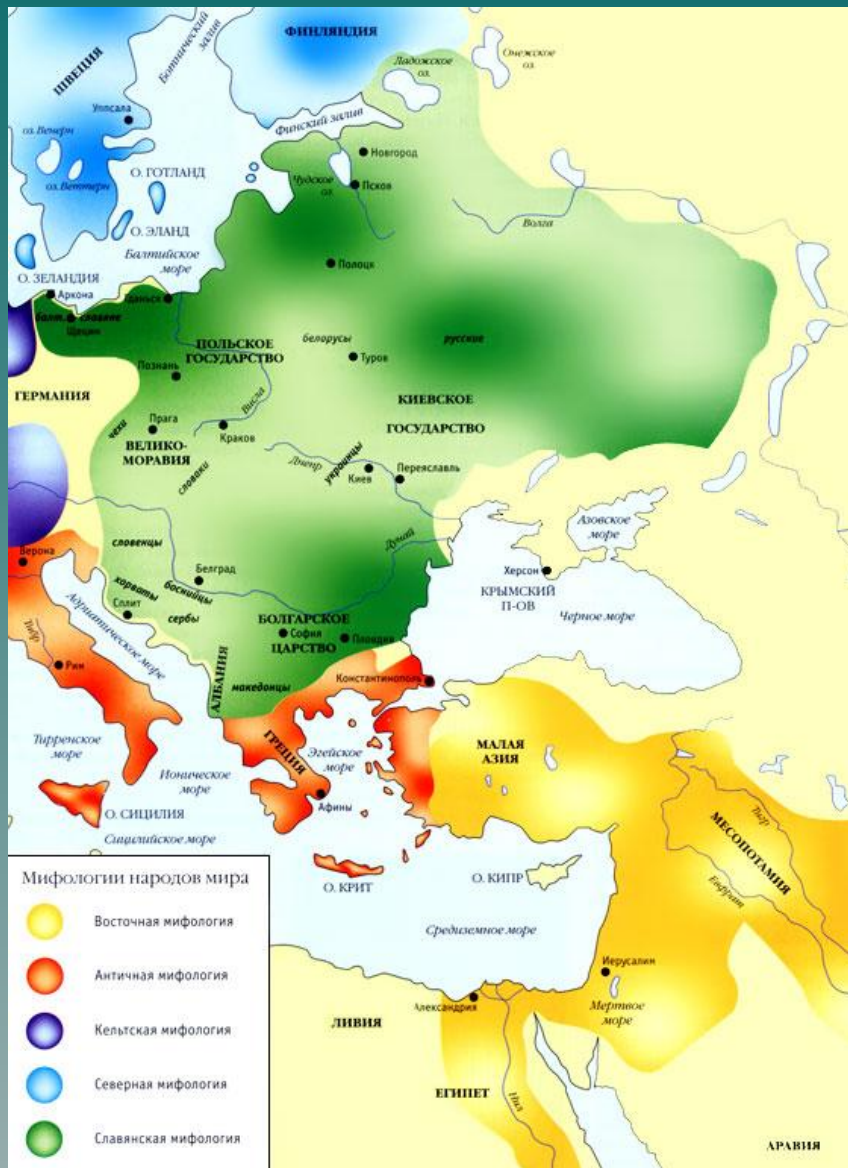 ФИНЛЯНДИЯ
ШВЕЦИЯ
Ботнический
залив
Ладожское
оз.
Онежское
оз.
Уппсала
оз. Венерн
Финский залив
Новгород
оз. Веттерн
О. ГОТЛАНД
Чудское
оз.
Псков
О. ЭЛАНД
Волга
Балтийское
море
Полоцк
О. ЗЕЛАНДИЯ
Аркона
Гданьск
балт. славяне
Щецин
ПОЛЬСКОЕ
ГОСУДАРСТВО
белорусы
русские
Туров
Познань
ГЕРМАНИЯ
Висла
КИЕВСКОЕ
ГОСУДАРСТВО
чехи
Прага
Краков
ВЕЛИКО-
МОРАВИЯ
словаки
Днепр
украинцы
Киев
Переяславль
Азовское
море
словенцы
Дунай
Верона
Белград
Херсон
хорваты
боснийцы
КРЫМСКИЙ
П-ОВ
Сплит
сербы
Черное море
Адриатическое море
БОЛГАРСКОЕ
ЦАРСТВО
София
Пловдив
Тибр
Рим
АЛБАНИЯ
македонцы
Константинополь
Тирренское
море
ГРЕЦИЯ
Эгейское
море
МАЛАЯ
АЗИЯ
Ионическое
море
Афины
О. СИЦИЛИЯ
Тигр
МЕСОПОТАМИЯ
Евфрат
Сицилийское море
О. КРИТ
О. КИПР
Средиземное море
Иерусалим
Александрия
Мертвое
море
ЛИВИЯ
ЕГИПЕТ
Нил
АРАВИЯ
Мифологии народов мира
Восточная мифология
Античная мифология
Кельтская мифология
Северная мифология
Славянская мифология